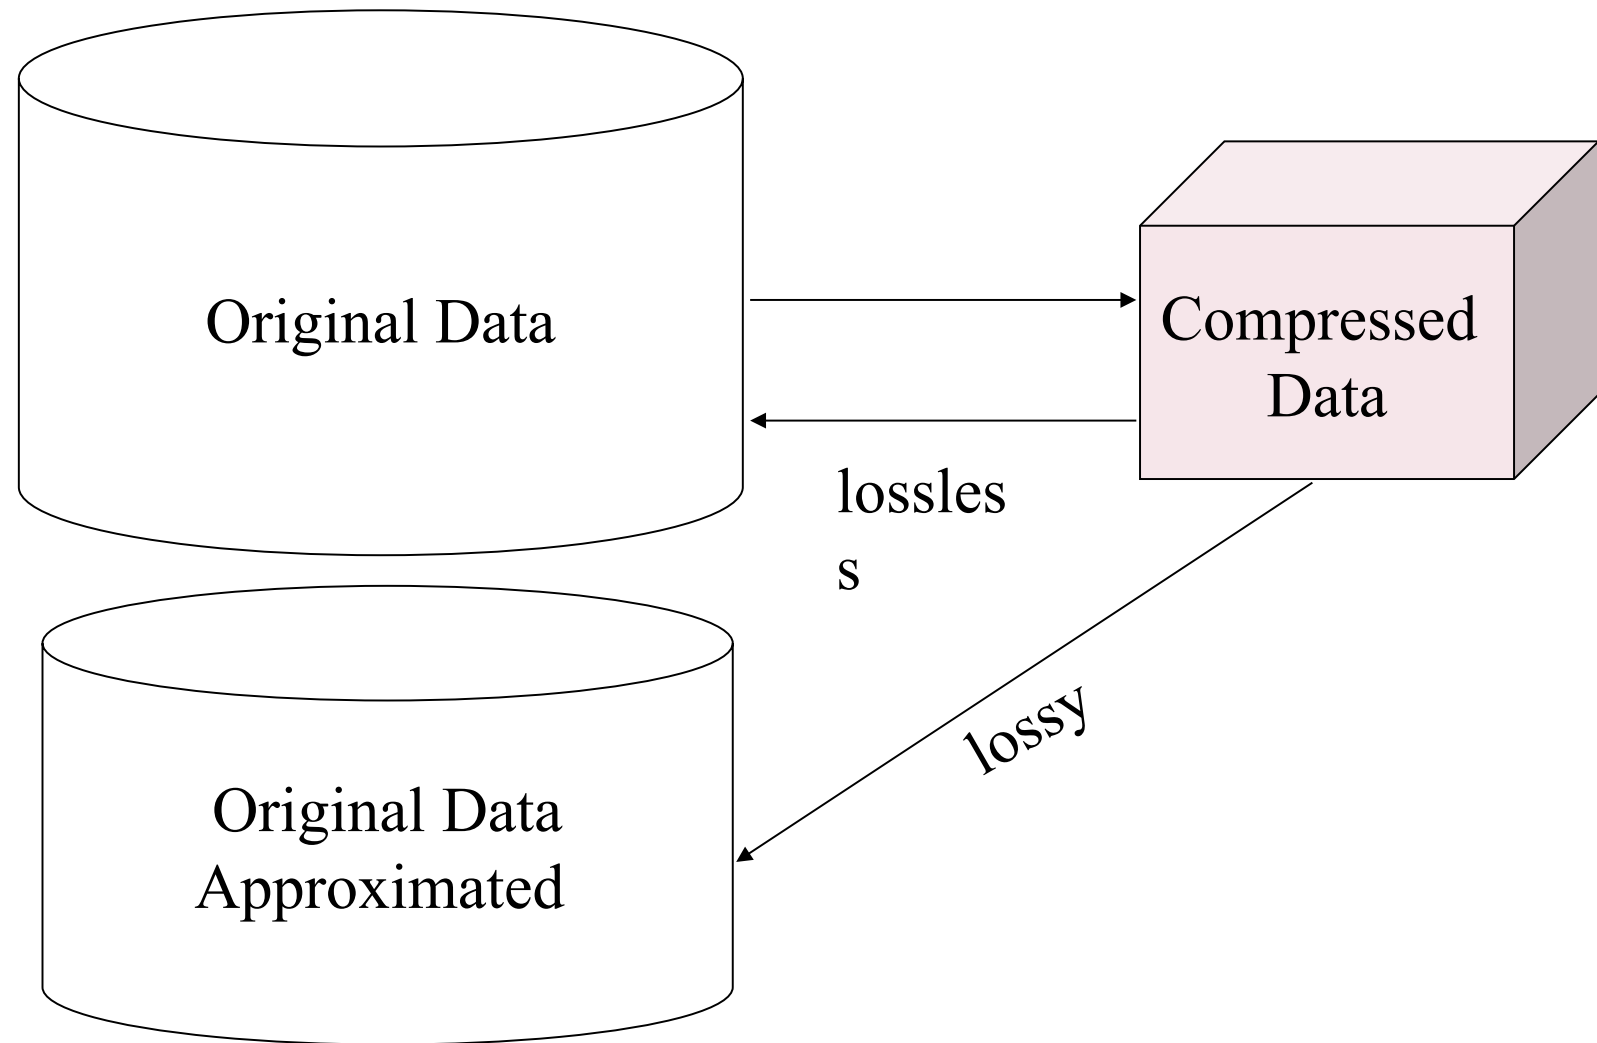 Original Data
Compressed
Data
lossles
s
lossy
Original Data
Approximated